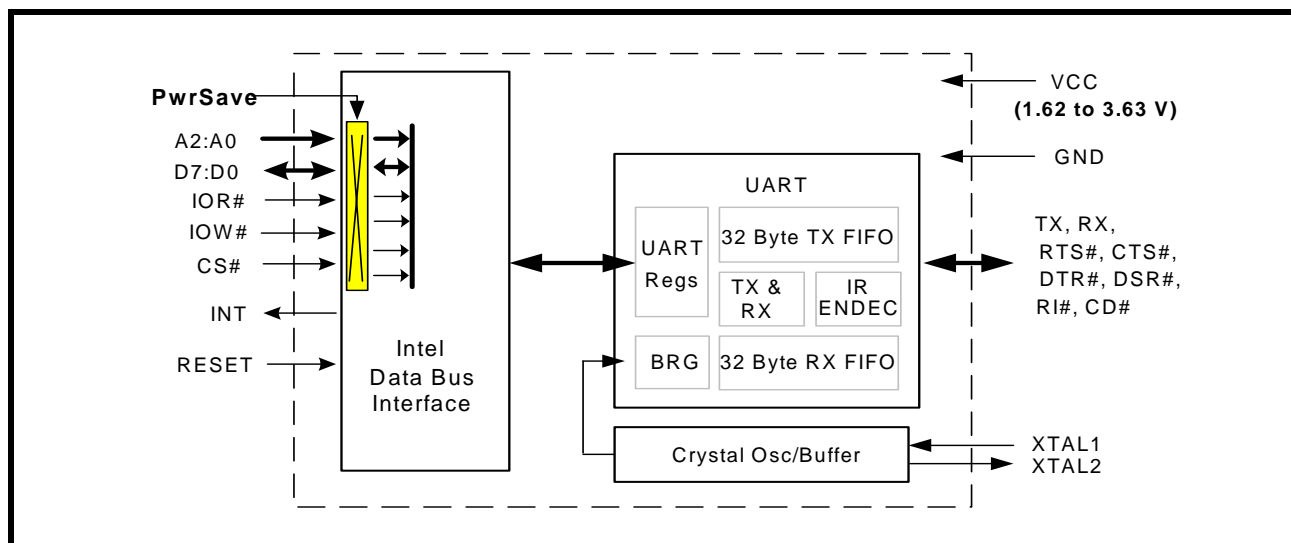 PwrSave
A2:A0
D7:D0
IOR#
IOW#
CS#
INT
RESET
Intel
Data Bus
Interface
UART
UART
Regs
32 Byte TX FIFO
TX &
RX
IR
ENDEC
BRG
32 Byte RX FIFO
Crystal Osc/Buffer
VCC
(1.62 to 3.63 V)
GND
TX, RX,
RTS#, CTS#,
DTR#, DSR#,
RI#, CD#
XTAL1
XTAL2